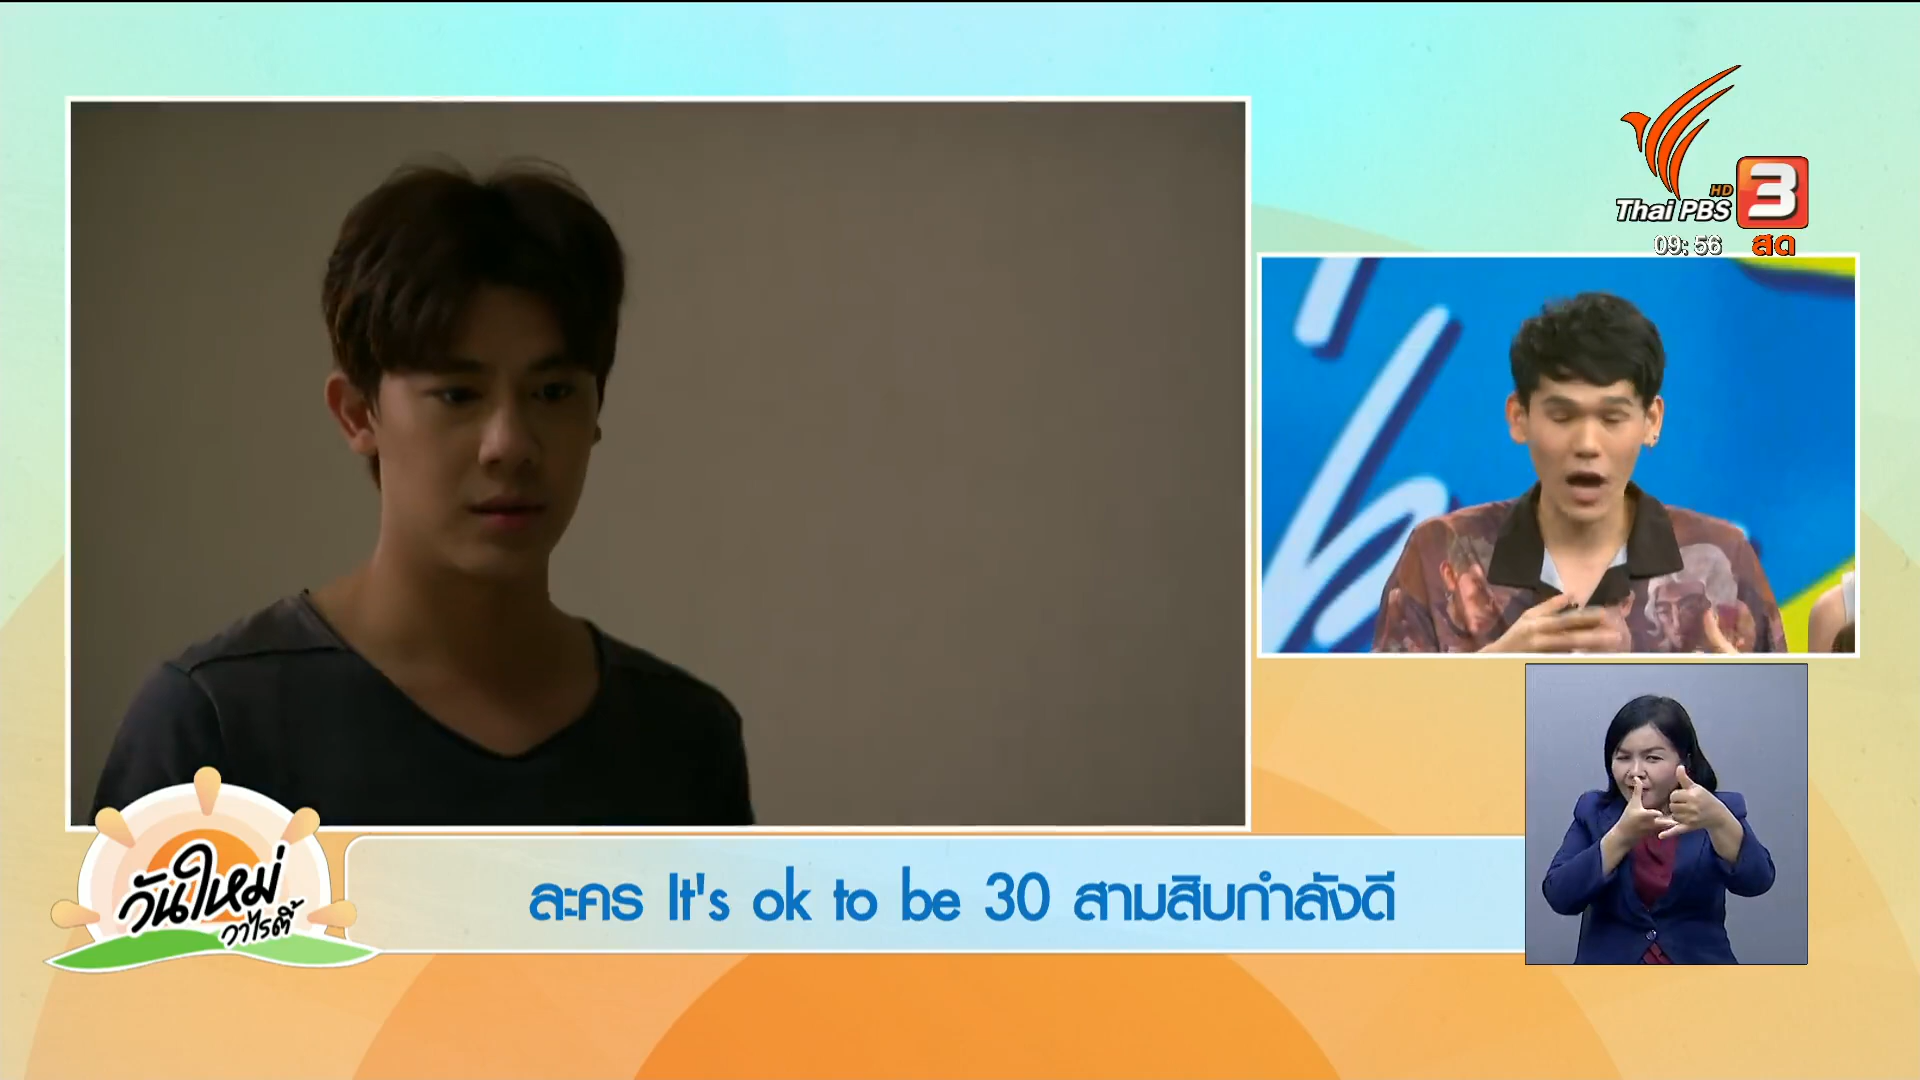 HD
Thai PBS 3
09:56 สด
วันใหม่
วาไรตี้
ละคร It's ok to be 30 สามสิบกำลังดี